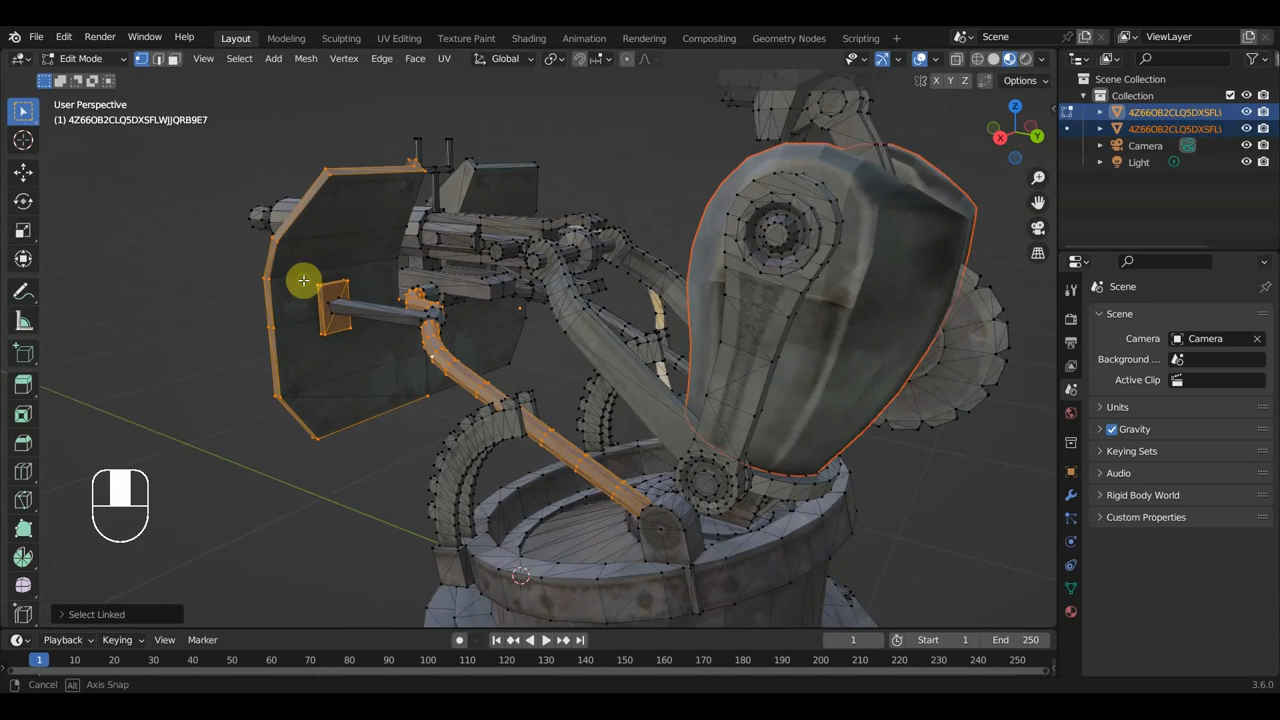 File Edit Render Window Help Layout Modeling Sculpting UV Editing Texture Paint Shading Animation Rendering Compositing Geometry Nodes Scripting + Scene ViewLayer
Edit Mode View Select Add Mesh Vertex Edge Face UV Global
X Y Z Options
User Perspective
(1) 4Z66OB2CLQ5DXSFLWJJQRB9E7
Z
X Y
Scene Collection
Collection
4Z66OB2CLQ5DXSFL\
4Z66OB2CLQ5DXSFL\
Camera
Light
Scene
Scene
Camera Camera
Background ...
Active Clip
Units
Gravity
Keying Sets
Audio
Rigid Body World
Custom Properties
Select Linked
Playback Keying View Marker 1 Start 1 End 250
1 10 20 30 40 50 60 70 80 90 100 110 120 130 140 150 160 170 180 190 200 210 220 230 240 250
Cancel Alt Axis Snap 3.6.0